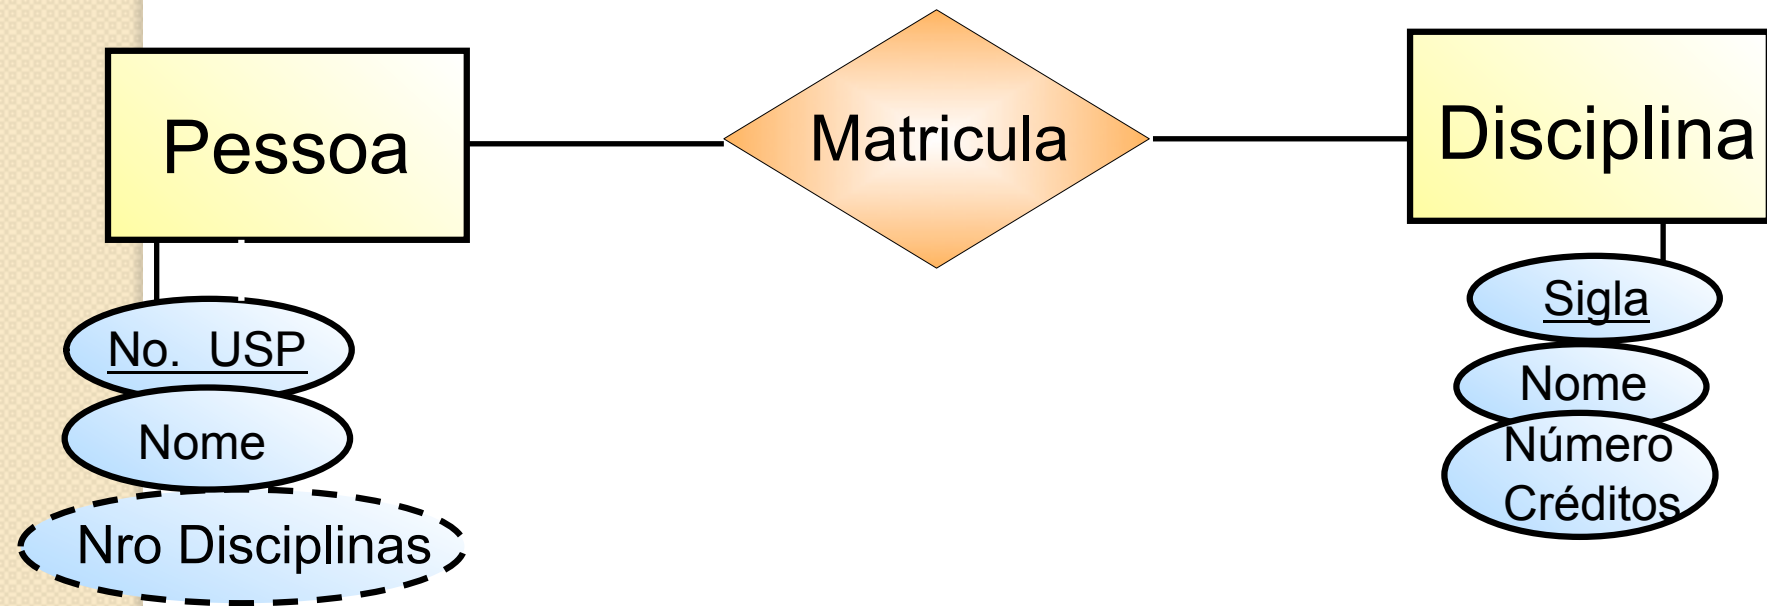 Pessoa
Matricula
Disciplina
No. USP
Nome
Nro Disciplinas
Sigla
Nome
Número
Créditos